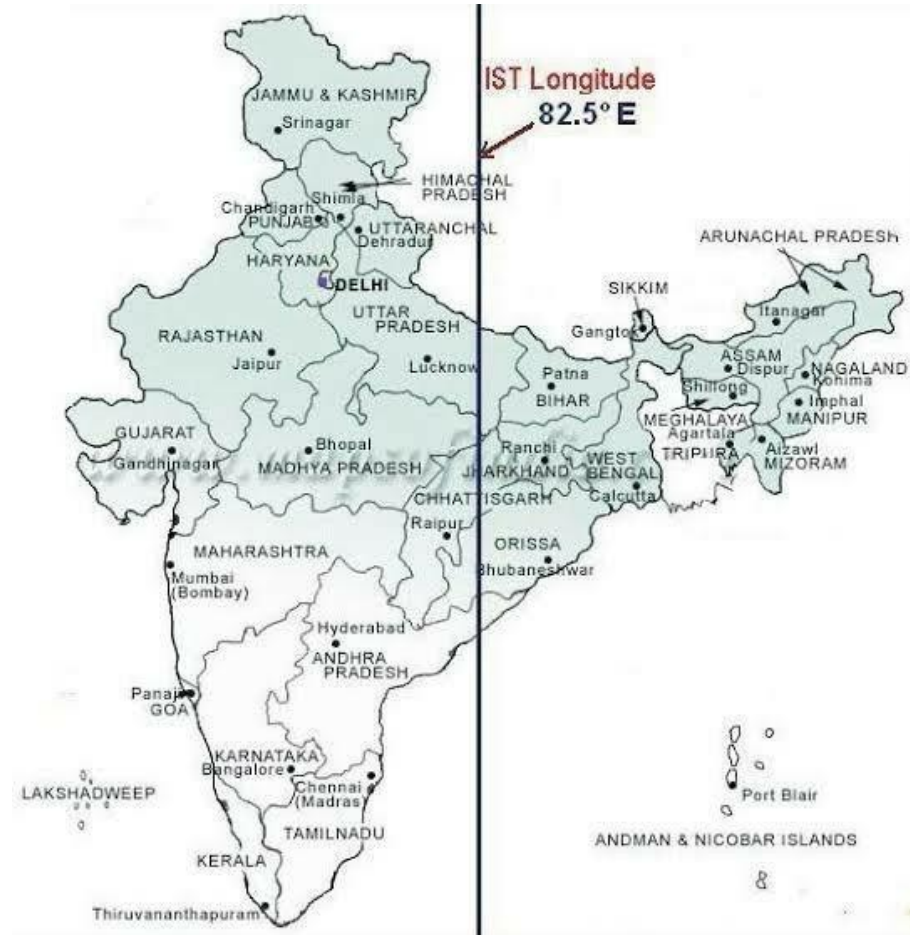 IST Longitude
82.5° E
JAMMU & KASHMIR
Srinagar
HIMACHAL
PRADESH
Shimla
Chandigarh
PUNJAB
UTTARANCHAL
Dehradun
HARYANA
DELHI
ARUNACHAL PRADESH
SIKKIM
Itanagar
UTTAR
PRADESH
Gangtok
RAJASTHAN
Jaipur
Lucknow
ASSAM
Dispur
NAGALAND
Kohima
Patna
BIHAR
Shillong
Imphal
MEGHALAYA
MANIPUR
GUJARAT
Gandhinagar
Bhopal
MADHYA PRADESH
Ranchi
JHARKHAND
WEST
BENGAL
Agartala
TRIPURA
Aizawl
MIZORAM
CHHATTISGARH
Calcutta
Raipur
ORISSA
Bhubaneshwar
MAHARASHTRA
Mumbai
(Bombay)
Hyderabad
ANDHRA
PRADESH
Panaji
GOA
KARNATAKA
Bangalore
Chennai
(Madras)
LAKSHADWEEP
Port Blair
TAMILNADU
ANDMAN & NICOBAR ISLANDS
KERALA
Thiruvananthapuram